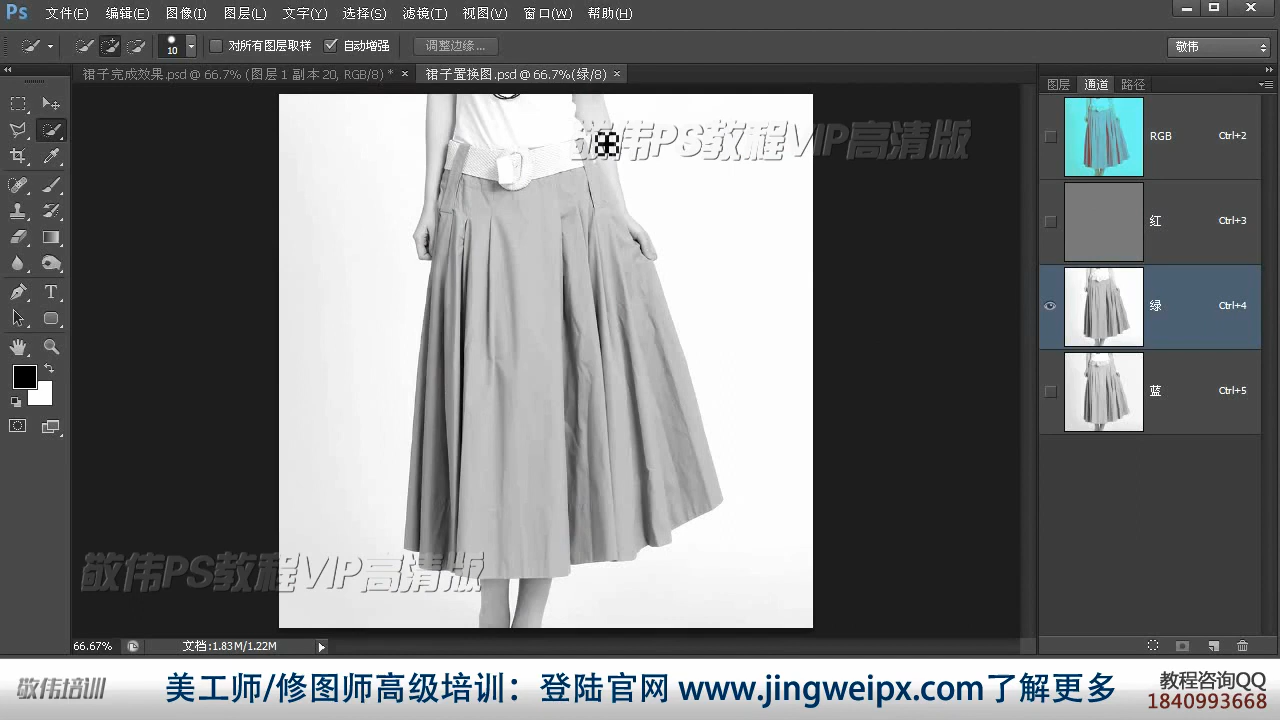 Ps 文件(F) 编辑(E) 图像(I) 图层(L) 文字(Y) 选择(S) 滤镜(T) 视图(V) 窗口(W) 帮助(H)
10 对所有图层取样 自动增强 调整边缘... 敬伟
裙子完成效果.psd @ 66.7% (图层 1 副本 20, RGB/8) * × 裙子置换图.psd @ 66.7%(绿/8) ×
图层 通道 路径
RGB Ctrl+2
敬伟PS教程VIP高清版
红 Ctrl+3
绿 Ctrl+4
蓝 Ctrl+5
敬伟PS教程VIP高清版
66.67% 文档:1.83M/1.22M
敬伟培训 美工师/修图师高级培训：登陆官网 www.jingweipx.com了解更多
教程咨询QQ
1840993668